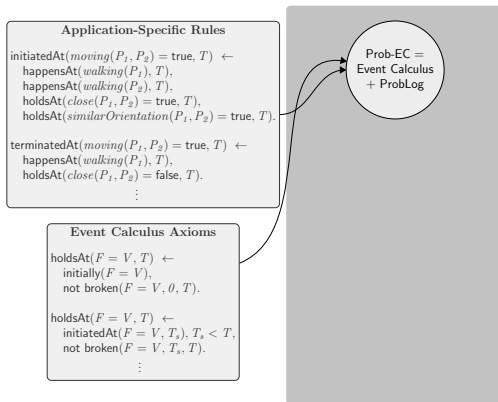 Application-Specific Rules
initiatedAt(moving(P₁, P₂) = true, T) ←
happensAt(walking(P₁), T),
happensAt(walking(P₂), T),
holdsAt(close(P₁, P₂) = true, T),
holdsAt(similarOrientation(P₁, P₂) = true, T).
terminatedAt(moving(P₁, P₂) = true, T) ←
happensAt(walking(P₁), T),
holdsAt(close(P₁, P₂) = false, T).
⋮
Event Calculus Axioms
holdsAt(F = V, T) ←
initially(F = V),
not broken(F = V, 0, T).
holdsAt(F = V, T) ←
initiatedAt(F = V, Tₛ), Tₛ < T,
not broken(F = V, Tₛ, T).
⋮
Prob-EC =
Event Calculus
+ ProbLog